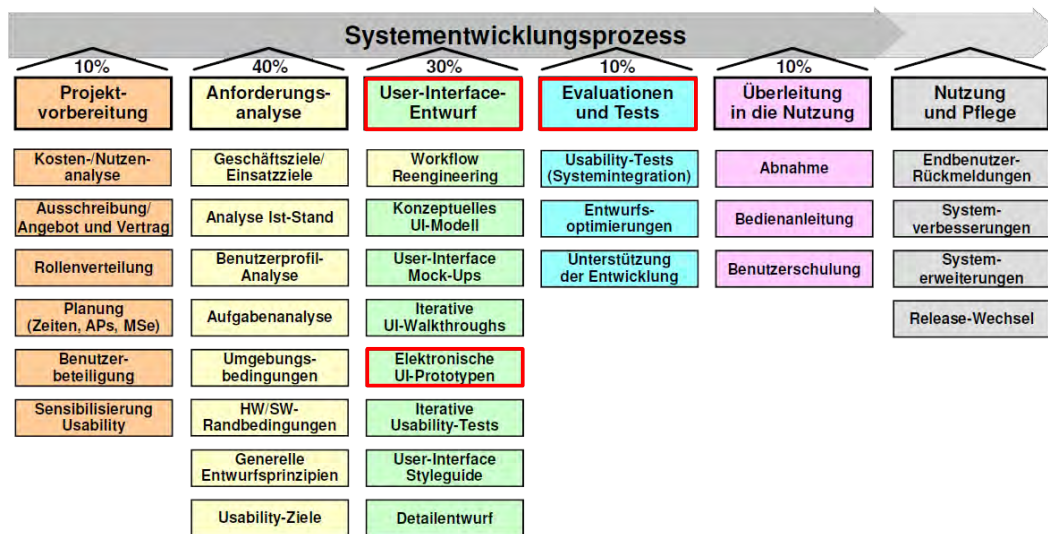 Systementwicklungsprozess
10%
40%
30%
10%
10%
Projekt-
vorbereitung
Anforderungs-
analyse
User-Interface-
Entwurf
Evaluationen
und Tests
Überleitung
in die Nutzung
Nutzung
und Pflege
Kosten-/Nutzen-
analyse
Ausschreibung/
Angebot und Vertrag
Rollenverteilung
Planung
(Zeiten, APs, MSe)
Benutzer-
beteiligung
Sensibilisierung
Usability
Geschäftsziele/
Einsatzziele
Analyse Ist-Stand
Benutzerprofil-
Analyse
Aufgabenanalyse
Umgebungs-
bedingungen
HW/SW-
Randbedingungen
Generelle
Entwurfsprinzipien
Usability-Ziele
Workflow
Reengineering
Konzeptuelles
UI-Modell
User-Interface
Mock-Ups
Iterative
UI-Walkthroughs
Elektronische
UI-Prototypen
Iterative
Usability-Tests
User-Interface
Styleguide
Detailentwurf
Usability-Tests
(Systemintegration)
Entwurfs-
optimierungen
Unterstützung
der Entwicklung
Abnahme
Bedienanleitung
Benutzerschulung
Endbenutzer-
Rückmeldungen
System-
verbesserungen
System-
erweiterungen
Release-Wechsel